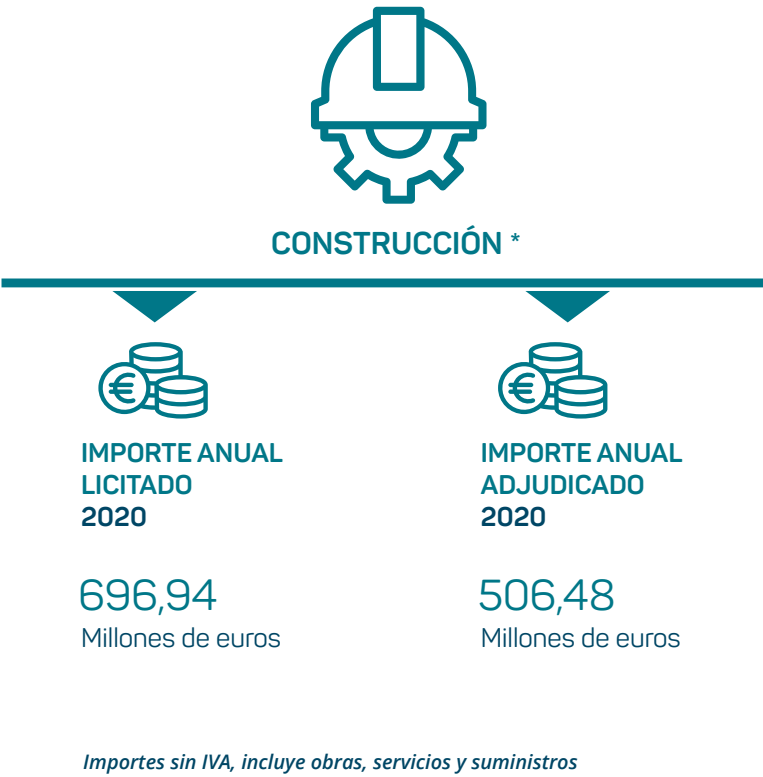 CONSTRUCCIÓN *
IMPORTE ANUAL
LICITADO
2020
696,94
Millones de euros
IMPORTE ANUAL
ADJUDICADO
2020
506,48
Millones de euros
Importes sin IVA, incluye obras, servicios y suministros